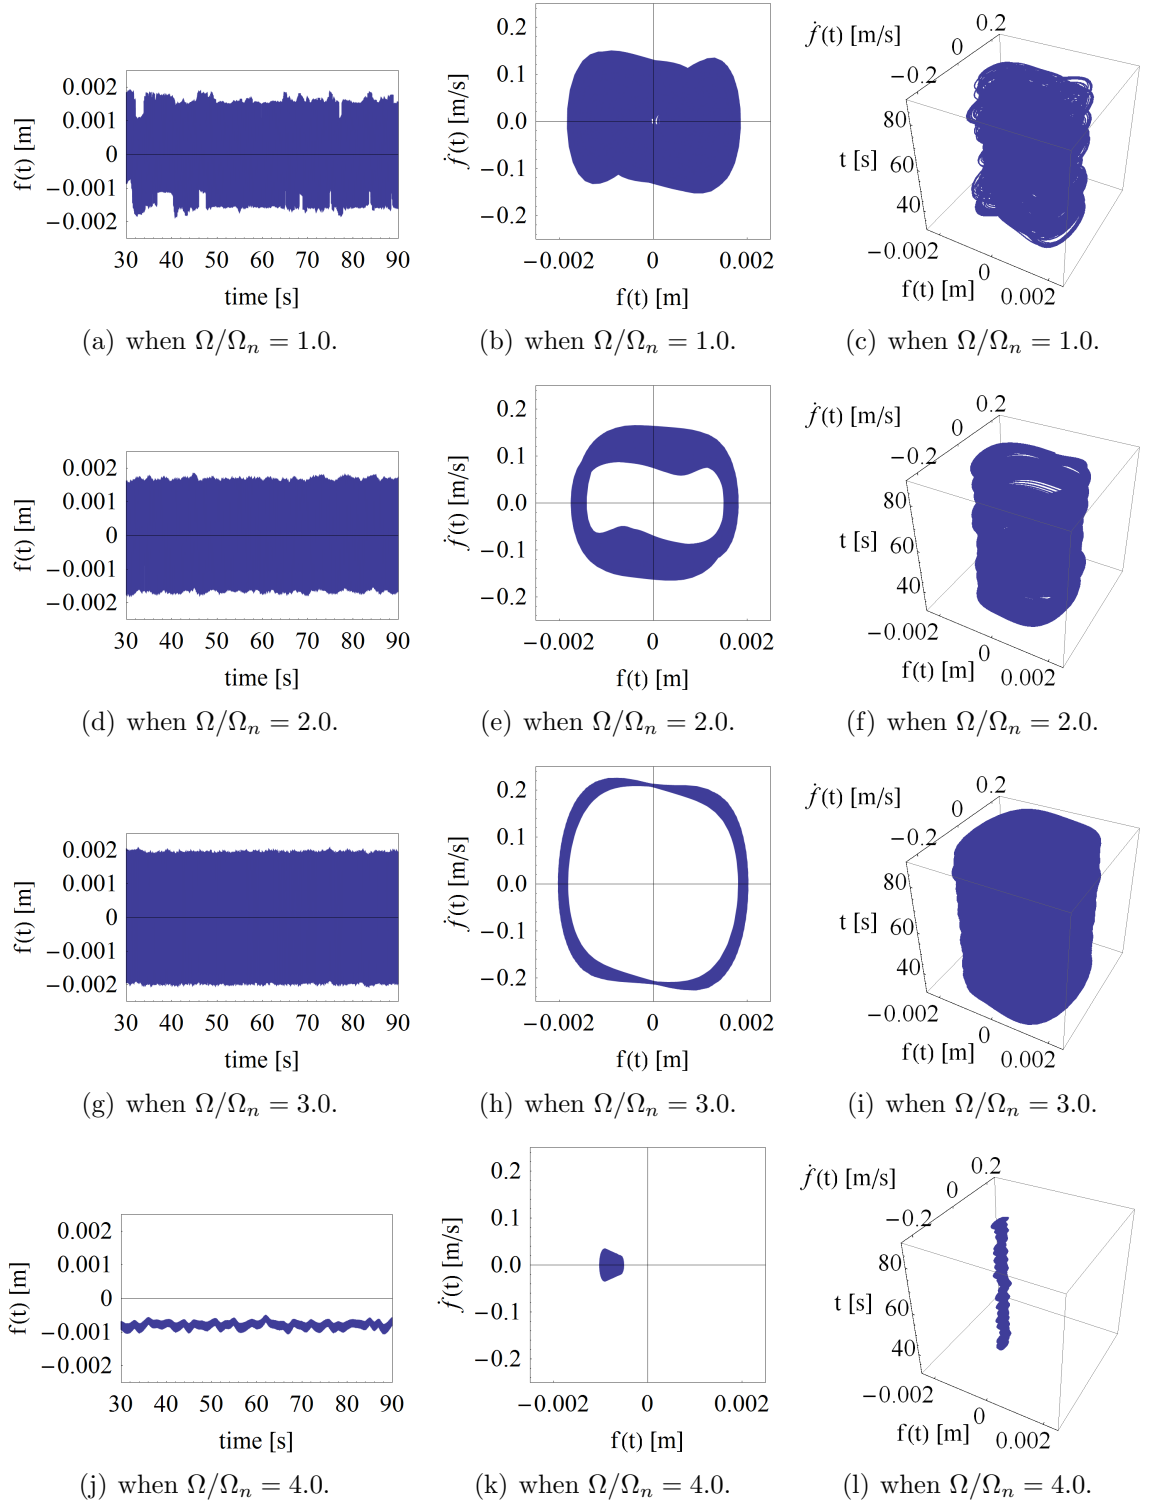 f(t) [m]
0.002
0.001
0
−0.001
−0.002
30 40 50 60 70 80 90
time [s]
(a) when Ω/Ωn = 1.0.
ḟ(t) [m/s]
0.2
0.1
0.0
−0.1
−0.2
−0.002 0 0.002
f(t) [m]
(b) when Ω/Ωn = 1.0.
ḟ(t) [m/s]
0.2
0
−0.2
t [s]
80
60
40
−0.002
0
0.002
f(t) [m]
(c) when Ω/Ωn = 1.0.
f(t) [m]
0.002
0.001
0
−0.001
−0.002
30 40 50 60 70 80 90
time [s]
(d) when Ω/Ωn = 2.0.
ḟ(t) [m/s]
0.2
0.1
0.0
−0.1
−0.2
−0.002 0 0.002
f(t) [m]
(e) when Ω/Ωn = 2.0.
ḟ(t) [m/s]
0.2
0
−0.2
t [s]
80
60
40
−0.002
0
0.002
f(t) [m]
(f) when Ω/Ωn = 2.0.
f(t) [m]
0.002
0.001
0
−0.001
−0.002
30 40 50 60 70 80 90
time [s]
(g) when Ω/Ωn = 3.0.
ḟ(t) [m/s]
0.2
0.1
0.0
−0.1
−0.2
−0.002 0 0.002
f(t) [m]
(h) when Ω/Ωn = 3.0.
ḟ(t) [m/s]
0.2
0
−0.2
t [s]
80
60
40
−0.002
0
0.002
f(t) [m]
(i) when Ω/Ωn = 3.0.
f(t) [m]
0.002
0.001
0
−0.001
−0.002
30 40 50 60 70 80 90
time [s]
(j) when Ω/Ωn = 4.0.
ḟ(t) [m/s]
0.2
0.1
0.0
−0.1
−0.2
−0.002 0 0.002
f(t) [m]
(k) when Ω/Ωn = 4.0.
ḟ(t) [m/s]
0.2
0
−0.2
t [s]
80
60
40
−0.002
0
0.002
f(t) [m]
(l) when Ω/Ωn = 4.0.